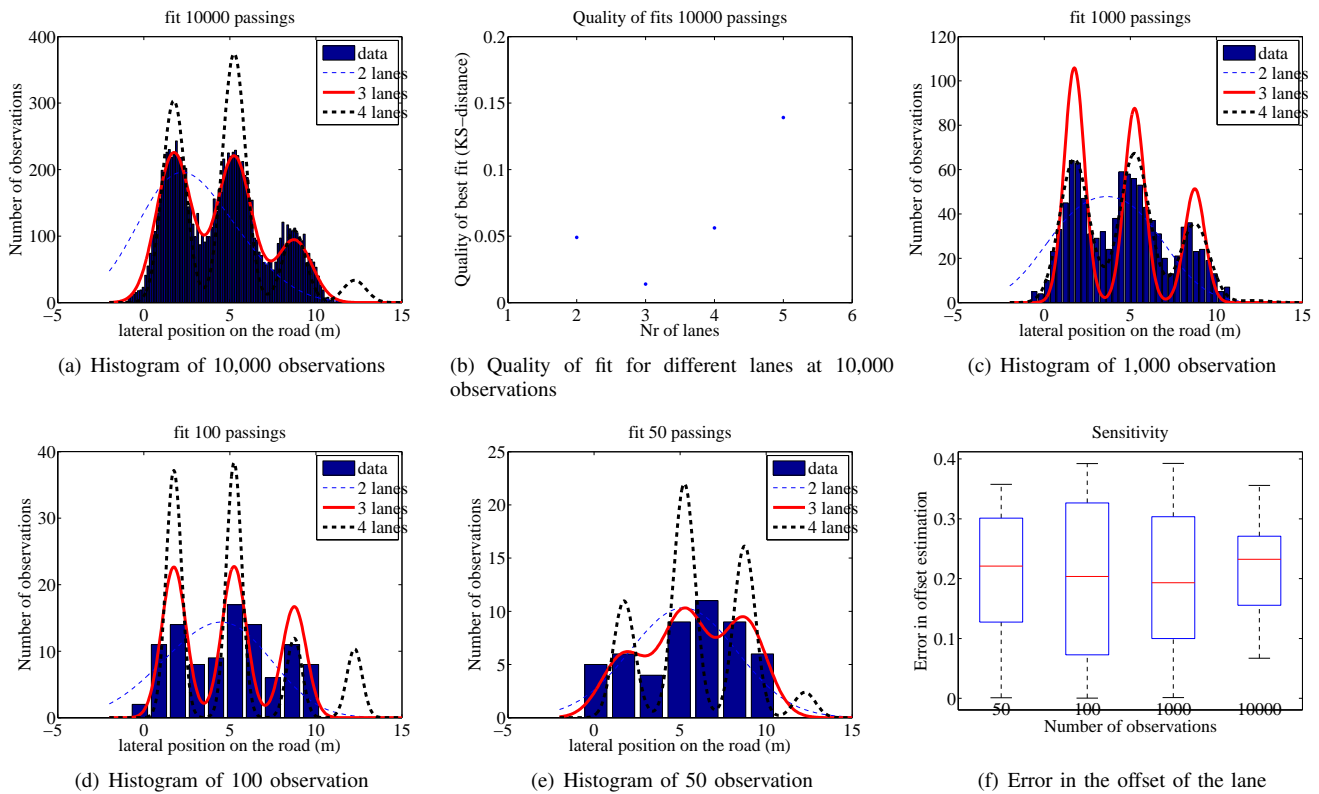 fit 10000 passings
400
300
200
100
0
−5
0
5
10
15
Number of observations
lateral position on the road (m)
data
2 lanes
3 lanes
4 lanes
(a) Histogram of 10,000 observations
Quality of fits 10000 passings
0.2
0.15
0.1
0.05
0
1
2
3
4
5
6
Quality of best fit (KS−distance)
Nr of lanes
(b) Quality of fit for different lanes at 10,000
observations
fit 1000 passings
120
100
80
60
40
20
0
−5
0
5
10
15
Number of observations
lateral position on the road (m)
data
2 lanes
3 lanes
4 lanes
(c) Histogram of 1,000 observation
fit 100 passings
40
30
20
10
0
−5
0
5
10
15
Number of observations
lateral position on the road (m)
data
2 lanes
3 lanes
4 lanes
(d) Histogram of 100 observation
fit 50 passings
25
20
15
10
5
0
−5
0
5
10
15
Number of observations
lateral position on the road (m)
data
2 lanes
3 lanes
4 lanes
(e) Histogram of 50 observation
Sensitivity
0.4
0.3
0.2
0.1
0
50
100
1000
10000
Error in offset estimation
Number of observations
(f) Error in the offset of the lane